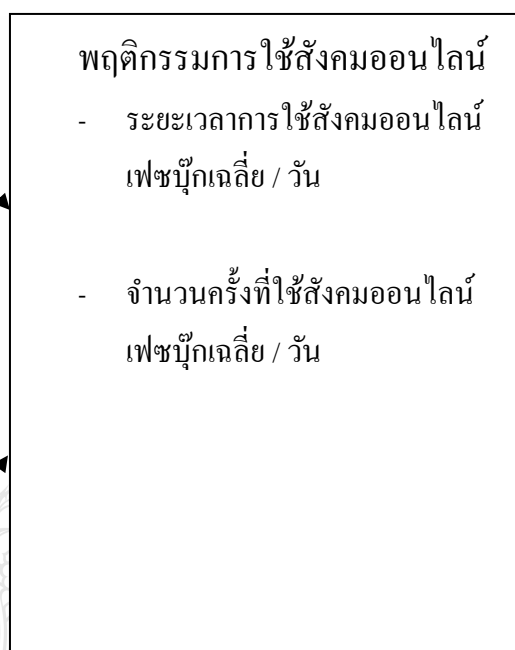 พฤติกรรมการใช้สังคมออนไลน์
- ระยะเวลาการใช้สังคมออนไลน์
เฟซบุ๊กเฉลี่ย / วัน
- จำนวนครั้งที่ใช้สังคมออนไลน์
เฟซบุ๊กเฉลี่ย / วัน